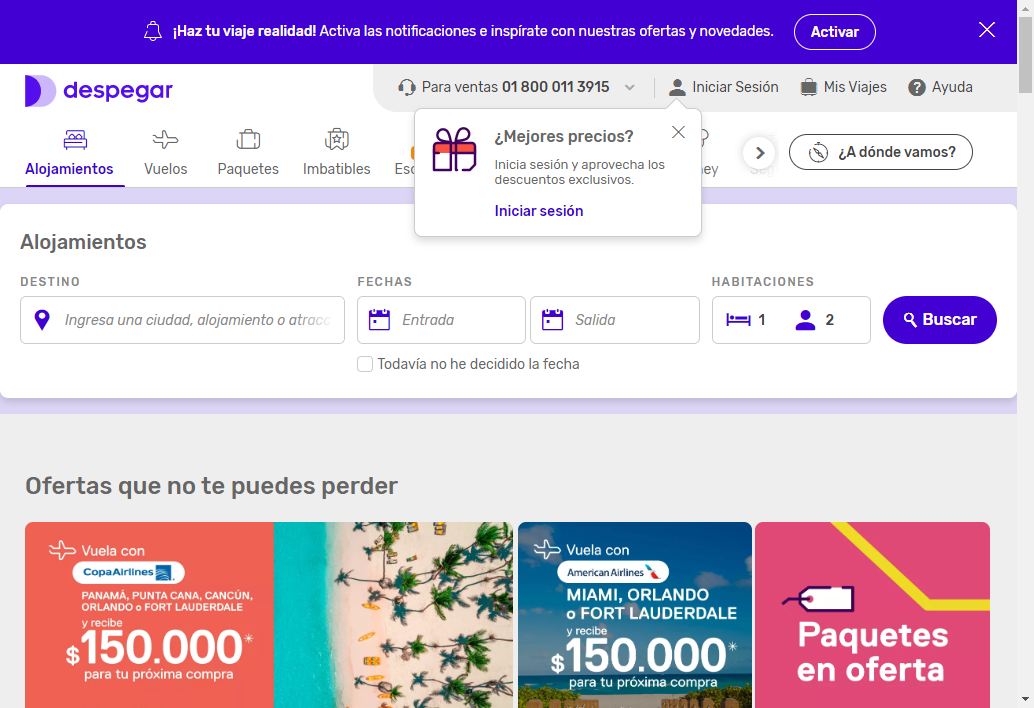 ¡Haz tu viaje realidad! Activa las notificaciones e inspírate con nuestras ofertas y novedades.
Activar
despegar
Para ventas 01 800 011 3915
Iniciar Sesión
Mis Viajes
Ayuda
Alojamientos
Vuelos
Paquetes
Imbatibles
¿A dónde vamos?
¿Mejores precios?
Inicia sesión y aprovecha los
descuentos exclusivos.
Iniciar sesión
Alojamientos
DESTINO
FECHAS
HABITACIONES
Ingresa una ciudad, alojamiento o atracc
Entrada
Salida
1
2
Buscar
Todavía no he decidido la fecha
Ofertas que no te puedes perder
Vuela con
CopaAirlines
PANAMÁ, PUNTA CANA, CANCÚN,
ORLANDO o FORT LAUDERDALE
y recibe
$150.000*
para tu próxima compra
Vuela con
American Airlines
MIAMI, ORLANDO
o FORT LAUDERDALE
y recibe
$150.000*
para tu próxima compra
Paquetes
en oferta